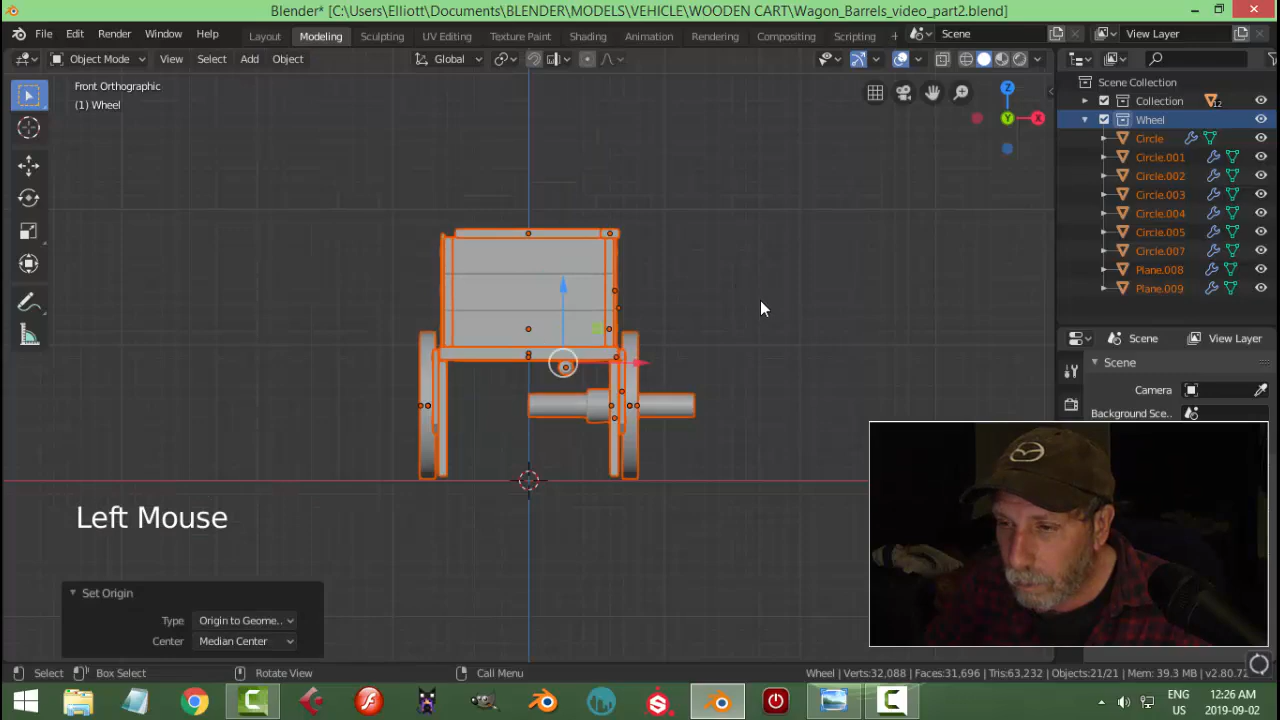 Blender* [C:\Users\Elliott\Documents\BLENDER\MODELS\VEHICLE\WOODEN CART\Wagon_Barrels_video_part2.blend]
File Edit Render Window Help Layout Modeling Sculpting UV Editing Texture Paint Shading Animation Rendering Compositing Scripting + Scene View Layer
Object Mode View Select Add Object Global
Front Orthographic
(1) Wheel
Z
Y
X
Scene Collection
Collection 12
Wheel
Circle
Circle.001
Circle.002
Circle.003
Circle.004
Circle.005
Circle.007
Plane.008
Plane.009
Scene View Layer
Scene
Camera
Background Sce..
Left Mouse
Set Origin
Type Origin to Geome..
Center Median Center
Select Box Select Rotate View Call Menu Wheel | Verts:32,088 | Faces:31,696 | Tris:63,232 | Objects:21/21 | Mem: 39.3 MB | v2.80.7
ENG
US
12:26 AM
2019-09-02